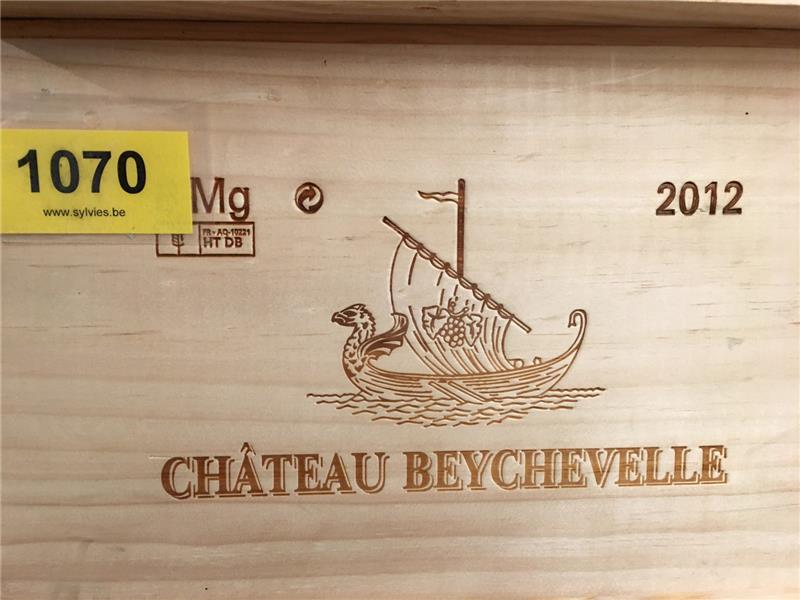 1070
www.sylvies.be
Mg
2012
FR - AQ-10221
HT DB
CHÂTEAU BEYCHEVELLE